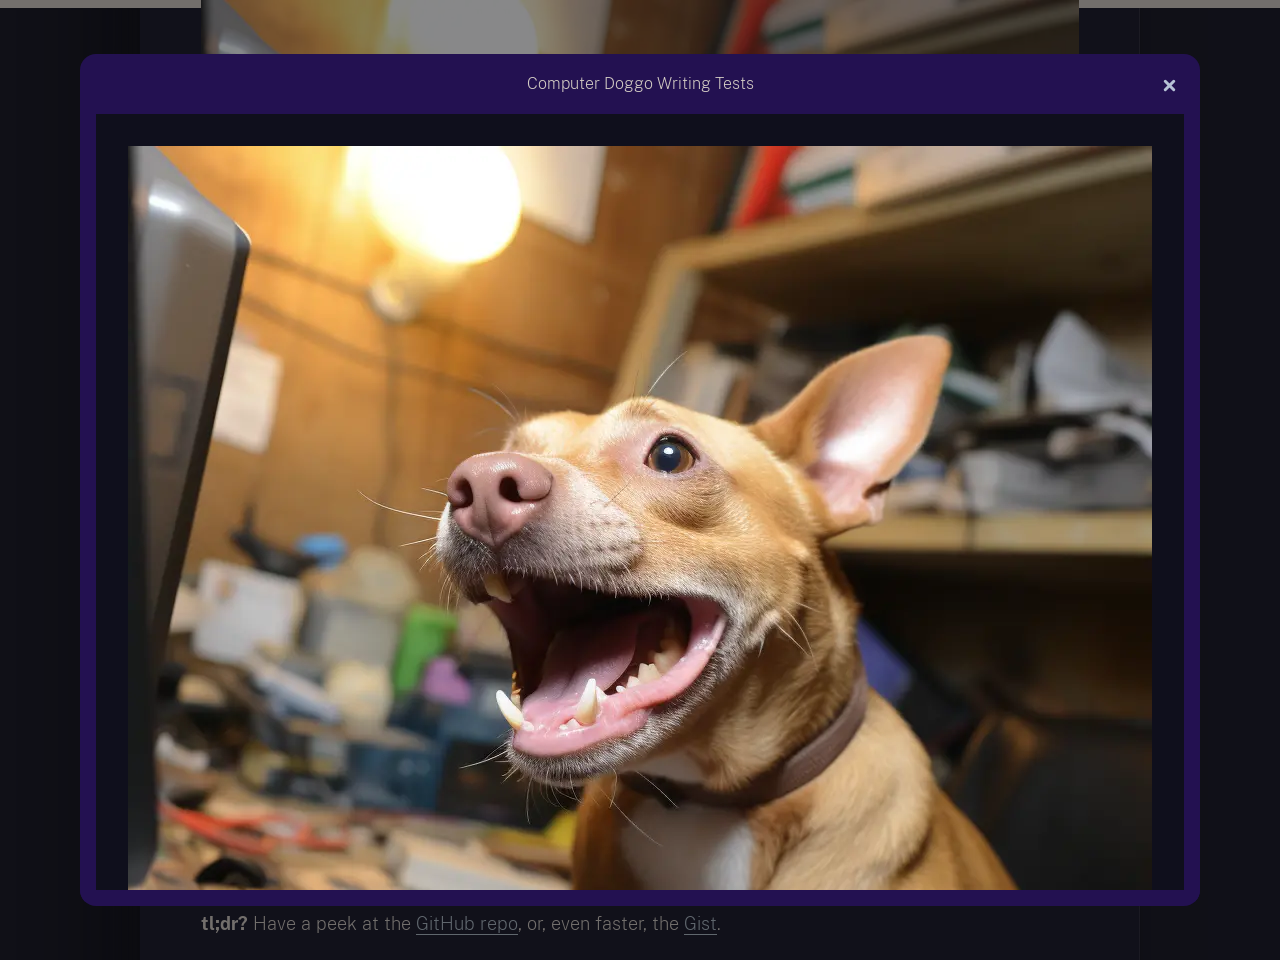 Computer Doggo Writing Tests
tl;dr? Have a peek at the GitHub repo, or, even faster, the Gist.